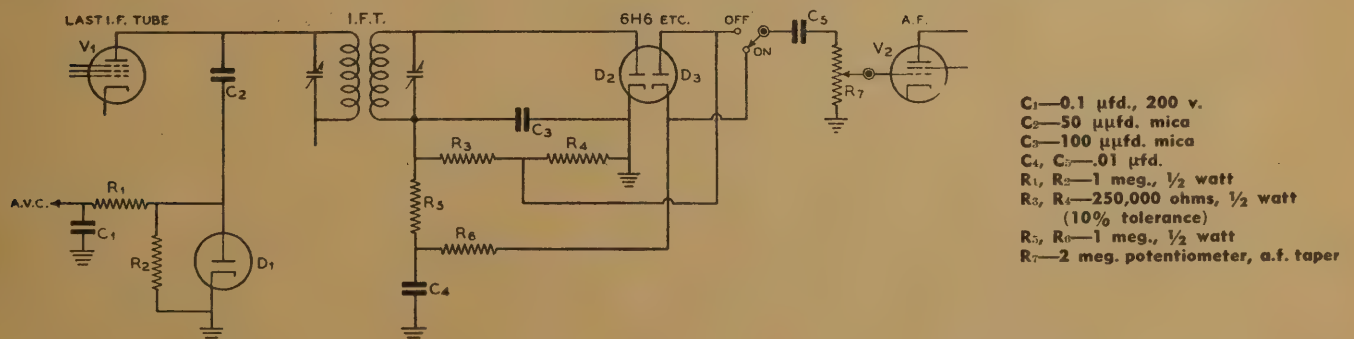 LAST I.F. TUBE
I.F.T.
6H6 ETC.
OFF
C5
A.F.
V1
C2
D2
D3
ON
V2
R7
C3
R3
R4
A.V.C.
R1
R5
C1
R2
D1
R6
C4
C1—0.1 µfd., 200 v.
C2—50 µµfd. mica
C3—100 µµfd. mica
C4, C5—.01 µfd.
R1, R2—1 meg., ½ watt
R3, R4—250,000 ohms, ½ watt
(10% tolerance)
R5, R6—1 meg., ½ watt
R7—2 meg. potentiometer, a.f. taper